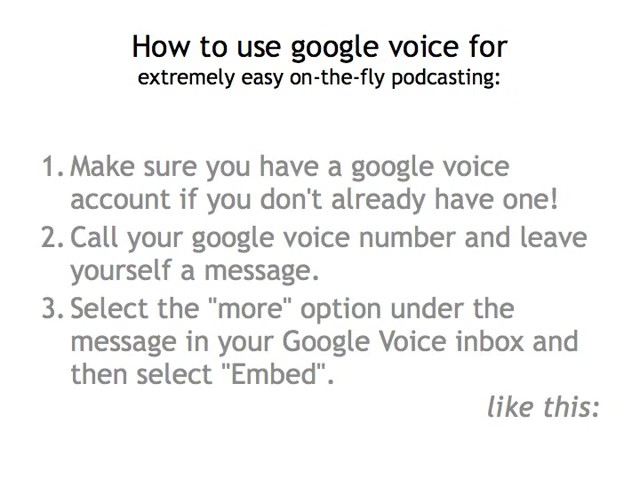 How to use google voice for
extremely easy on-the-fly podcasting:
1. Make sure you have a google voice
account if you don't already have one!
2. Call your google voice number and leave
yourself a message.
3. Select the "more" option under the
message in your Google Voice inbox and
then select "Embed".
like this: